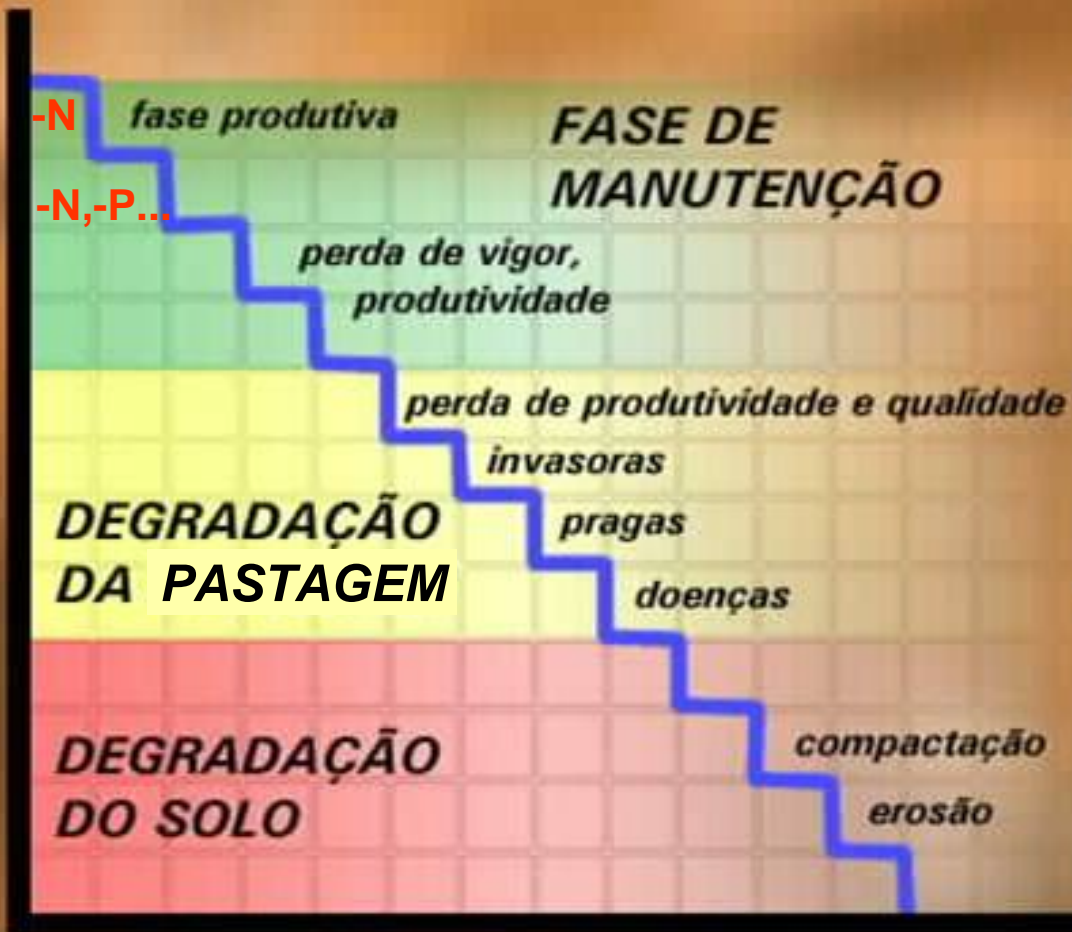 -N
fase produtiva
FASE DE
MANUTENÇÃO
-N,-P...
perda de vigor,
produtividade
perda de produtividade e qualidade
invasoras
pragas
DEGRADAÇÃO
DA PASTAGEM
doenças
compactação
DEGRADAÇÃO
DO SOLO
erosão